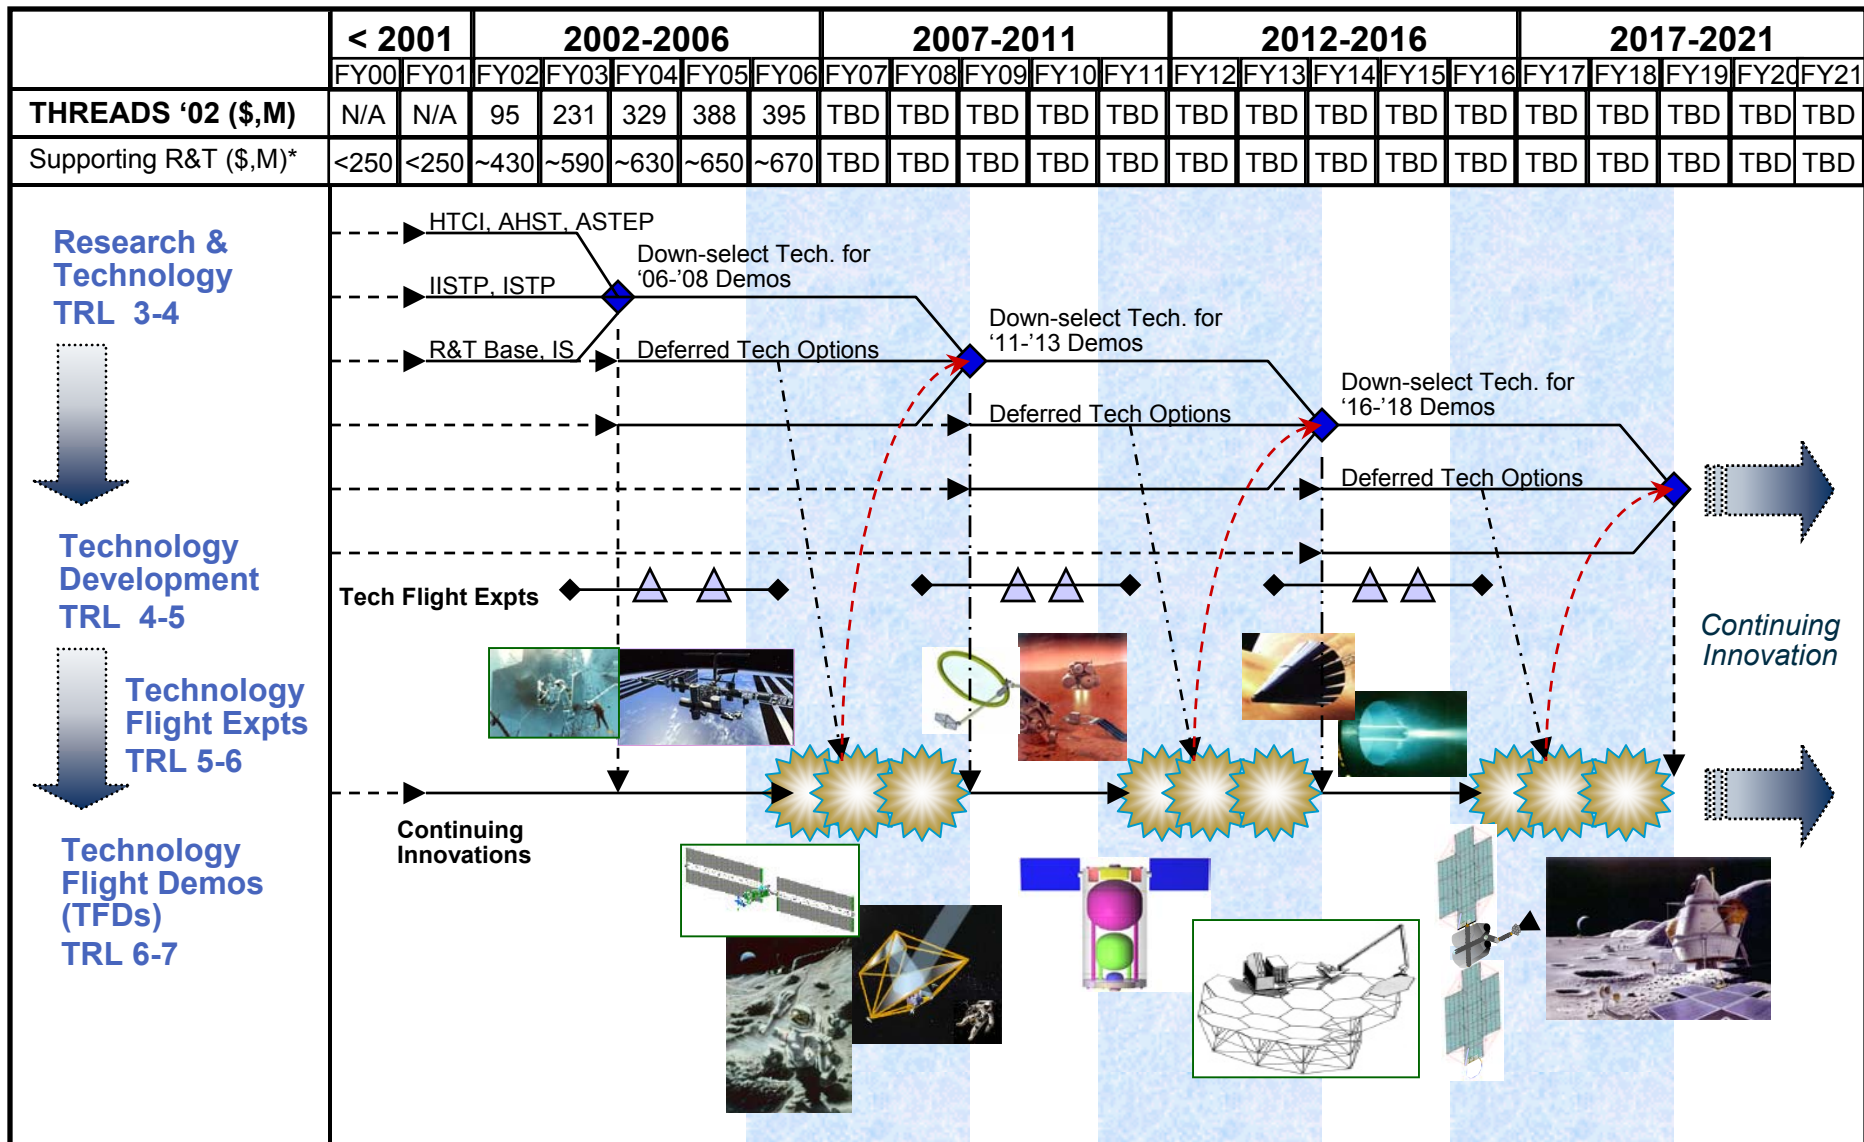 < 2001 2002-2006 2007-2011 2012-2016 2017-2021
FY00 FY01 FY02 FY03 FY04 FY05 FY06 FY07 FY08 FY09 FY10 FY11 FY12 FY13 FY14 FY15 FY16 FY17 FY18 FY19 FY20 FY21
THREADS ‘02 ($,M) N/A N/A 95 231 329 388 395 TBD TBD TBD TBD TBD TBD TBD TBD TBD TBD TBD TBD TBD TBD TBD
Supporting R&T ($,M)* <250 <250 ~430 ~590 ~630 ~650 ~670 TBD TBD TBD TBD TBD TBD TBD TBD TBD TBD TBD TBD TBD TBD TBD
Research &
Technology
TRL 3-4
Technology
Development
TRL 4-5
Technology
Flight Expts
TRL 5-6
Technology
Flight Demos
(TFDs)
TRL 6-7
HTCI, AHST, ASTEP
IISTP, ISTP
R&T Base, IS
Down-select Tech. for
‘06-’08 Demos
Deferred Tech Options
Down-select Tech. for
‘11-’13 Demos
Deferred Tech Options
Down-select Tech. for
‘16-’18 Demos
Deferred Tech Options
Tech Flight Expts
Continuing
Innovation
Continuing
Innovations